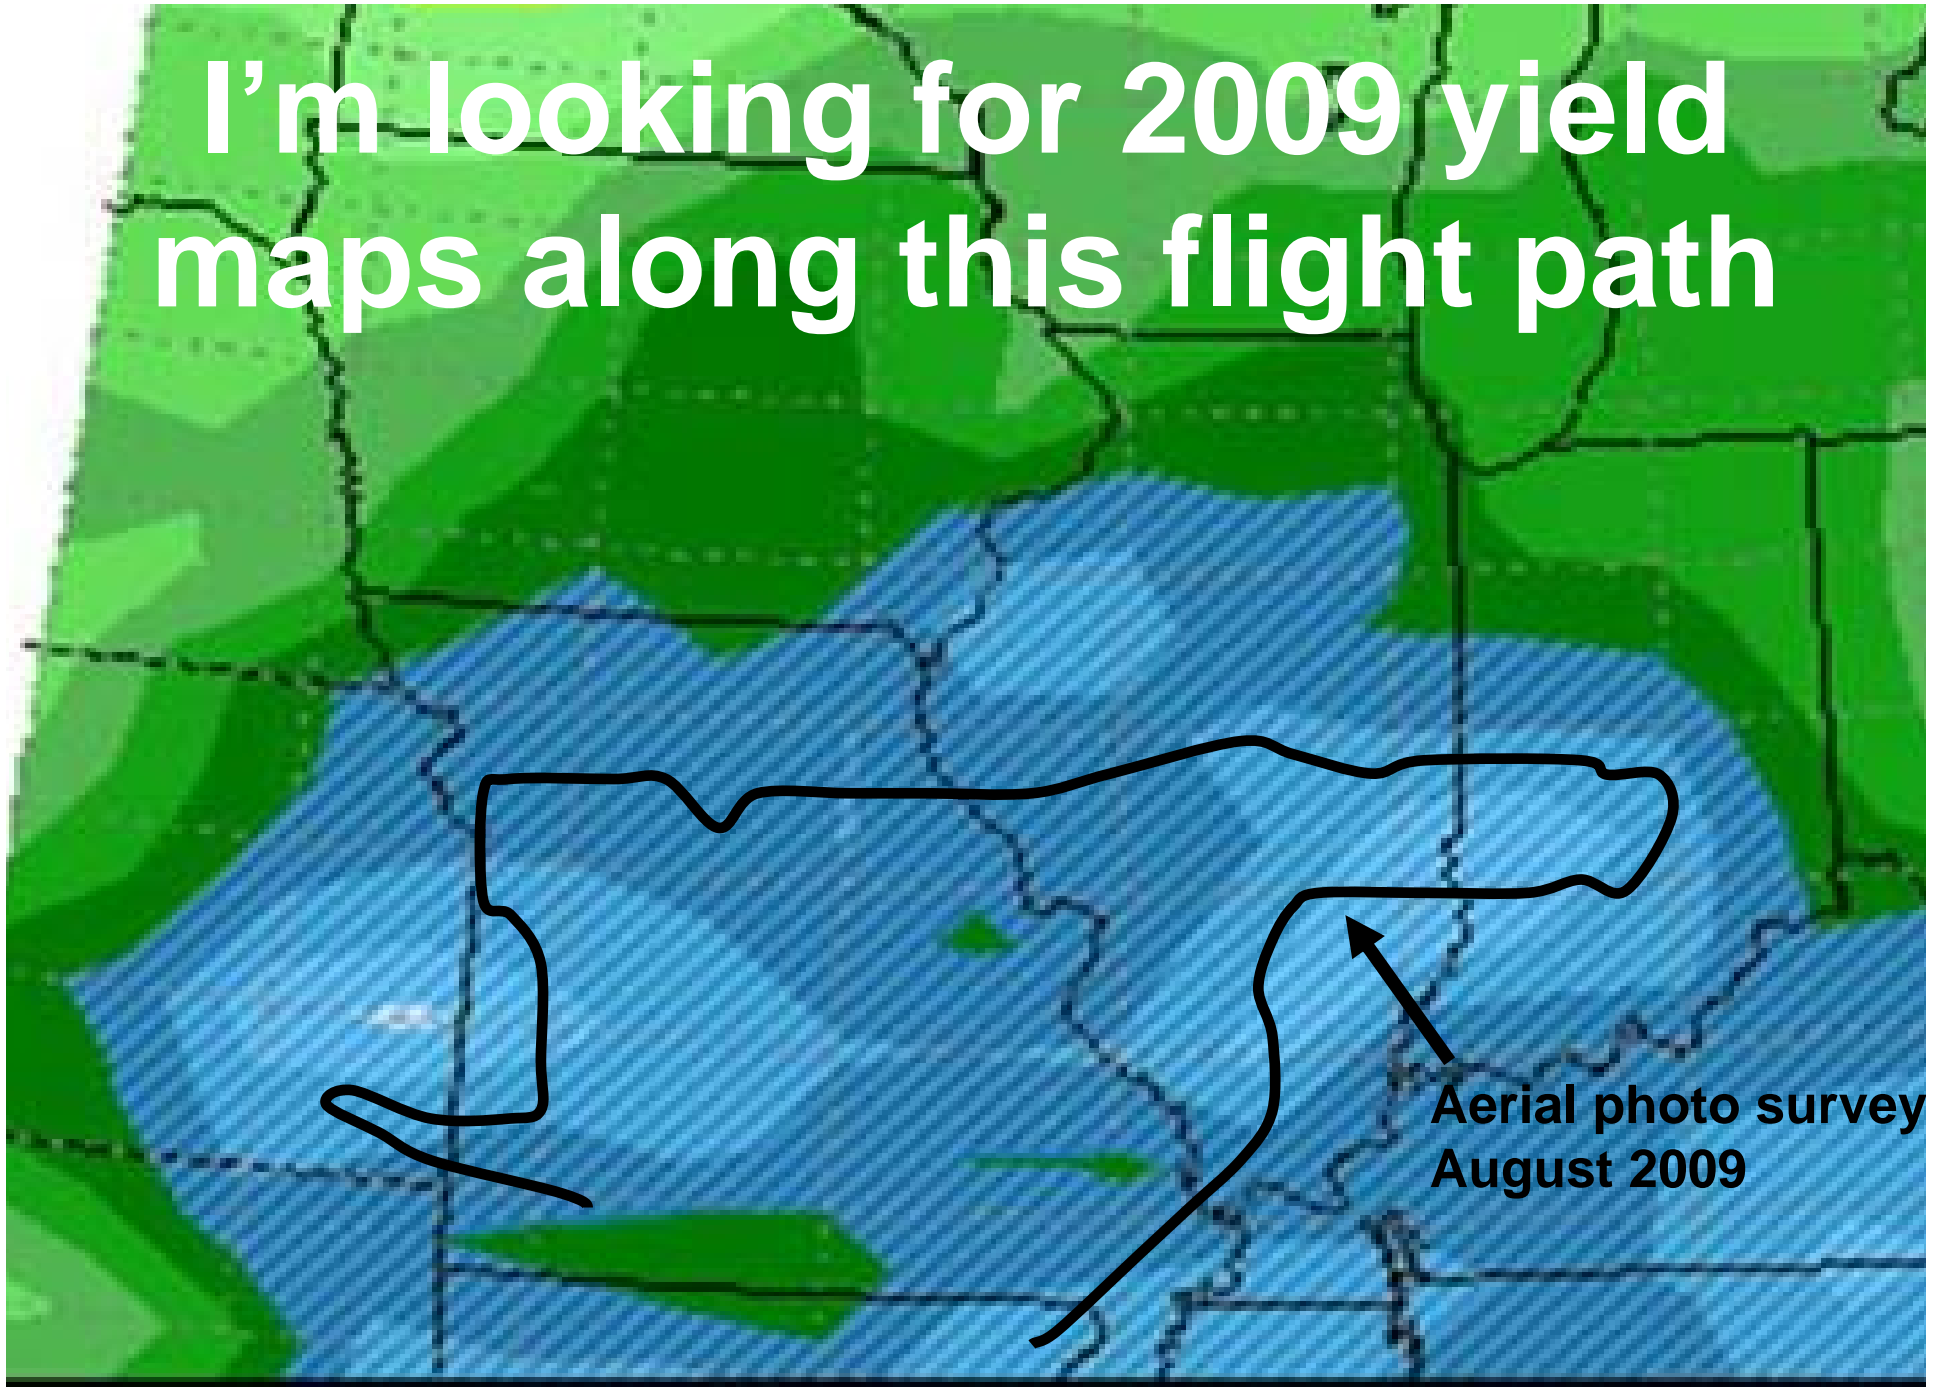 I’m looking for 2009 yield
maps along this flight path
Aerial photo survey
August 2009